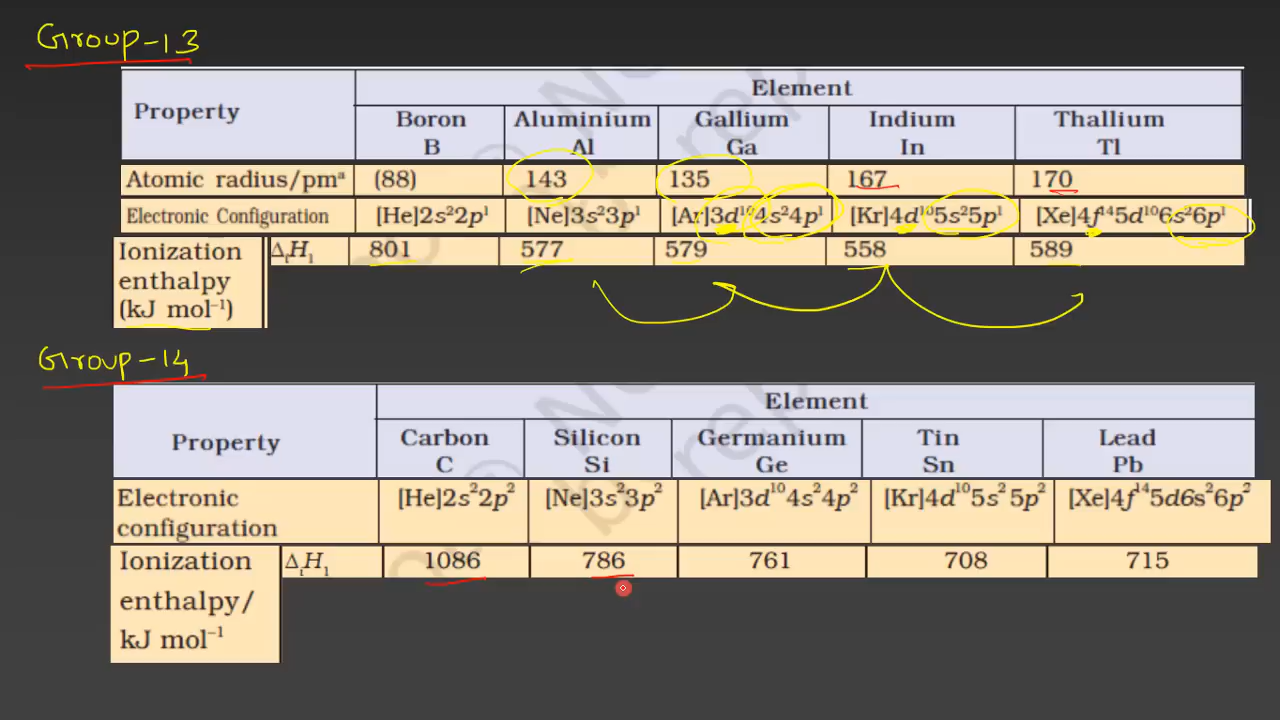 Group-13
Property Element
Boron Aluminium Gallium Indium Thallium
B Al Ga In Tl
Atomic radius/pmᵃ (88) 143 135 167 170
Electronic Configuration [He]2s²2p¹ [Ne]3s²3p¹ [Ar]3d¹⁰4s²4p¹ [Kr]4d¹⁰5s²5p¹ [Xe]4f¹⁴5d¹⁰6s²6p¹
Ionization enthalpy (kJ mol⁻¹) ΔᵢH₁ 801 577 579 558 589
Group-14
Property Element
Carbon Silicon Germanium Tin Lead
C Si Ge Sn Pb
Electronic configuration [He]2s²2p² [Ne]3s²3p² [Ar]3d¹⁰4s²4p² [Kr]4d¹⁰5s²5p² [Xe]4f¹⁴5d6s²6p²
Ionization enthalpy/ kJ mol⁻¹ ΔᵢH₁ 1086 786 761 708 715